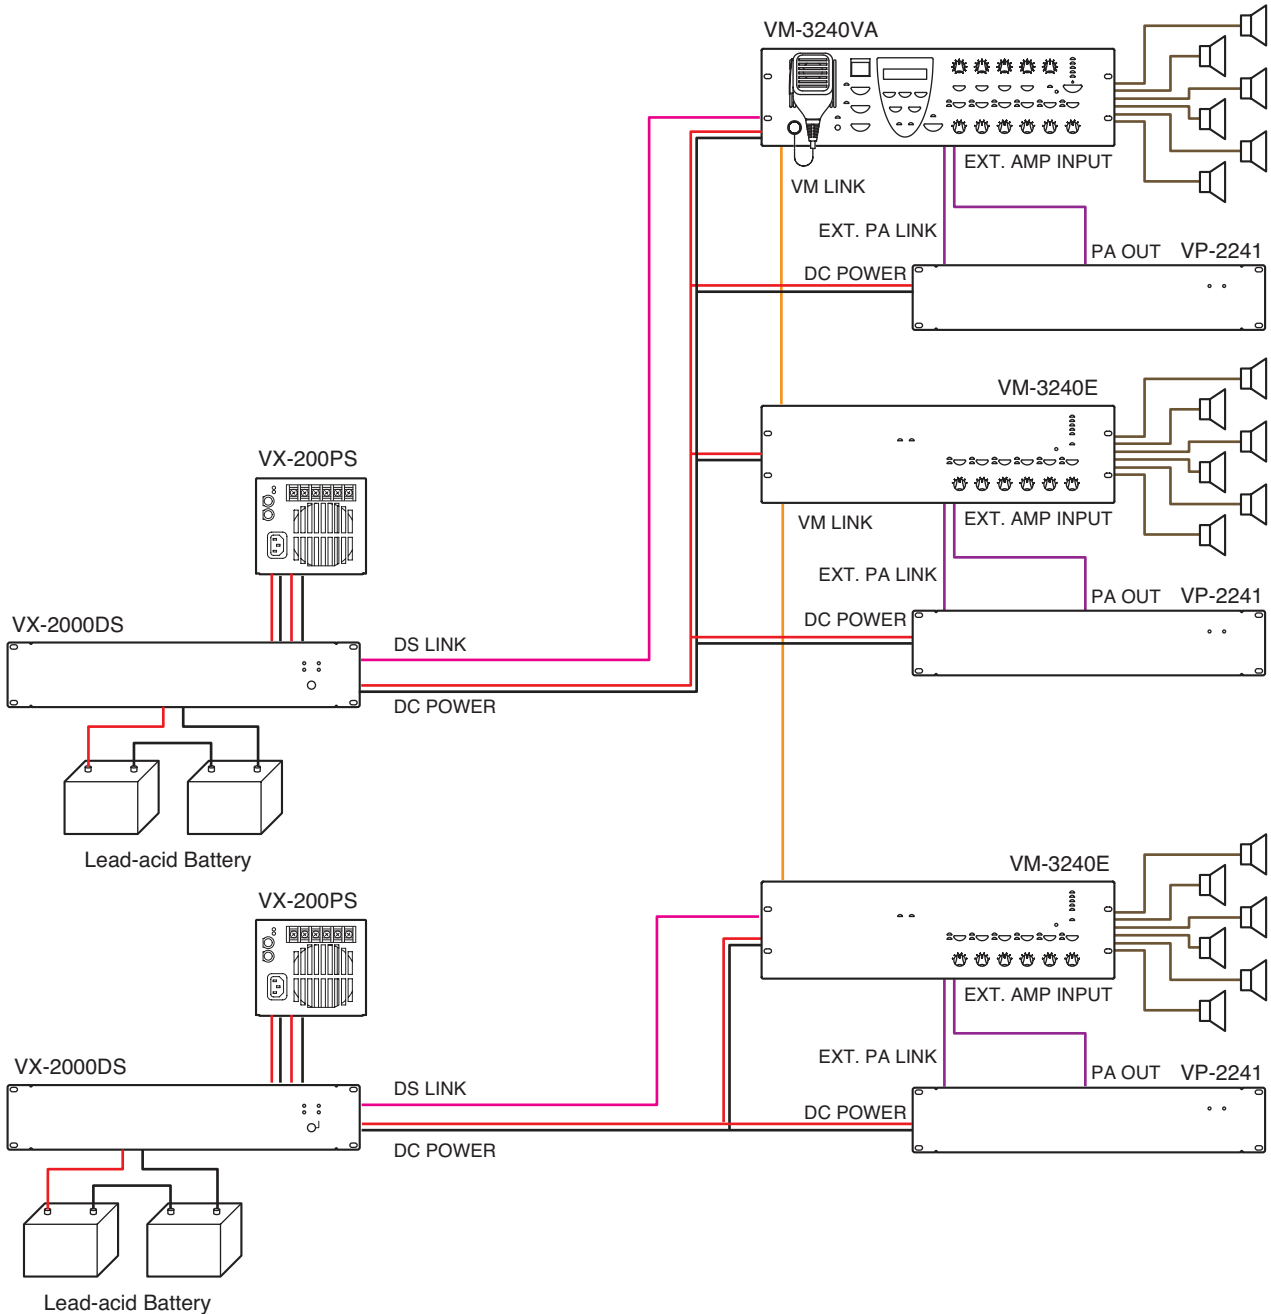 VM-3240VA
VM LINK
EXT. AMP INPUT
EXT. PA LINK
PA OUT
VP-2241
DC POWER
VM-3240E
VX-200PS
VM LINK
EXT. AMP INPUT
EXT. PA LINK
PA OUT
VP-2241
DC POWER
VX-2000DS
DS LINK
DC POWER
Lead-acid Battery
VM-3240E
VX-200PS
EXT. AMP INPUT
EXT. PA LINK
PA OUT
VP-2241
VX-2000DS
DS LINK
DC POWER
DC POWER
Lead-acid Battery